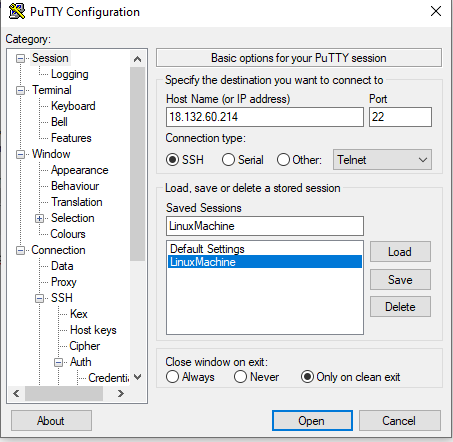 PuTTY Configuration
Category:
Session
Logging
Terminal
Keyboard
Bell
Features
Window
Appearance
Behaviour
Translation
Selection
Colours
Connection
Data
Proxy
SSH
Kex
Host keys
Cipher
Auth
Basic options for your PuTTY session
Specify the destination you want to connect to
Host Name (or IP address) Port
18.132.60.214 22
Connection type:
SSH Serial Other: Telnet
Load, save or delete a stored session
Saved Sessions
LinuxMachine
Default Settings Load
LinuxMachine
Save
Delete
Close window on exit:
Always Never Only on clean exit
About Open Cancel